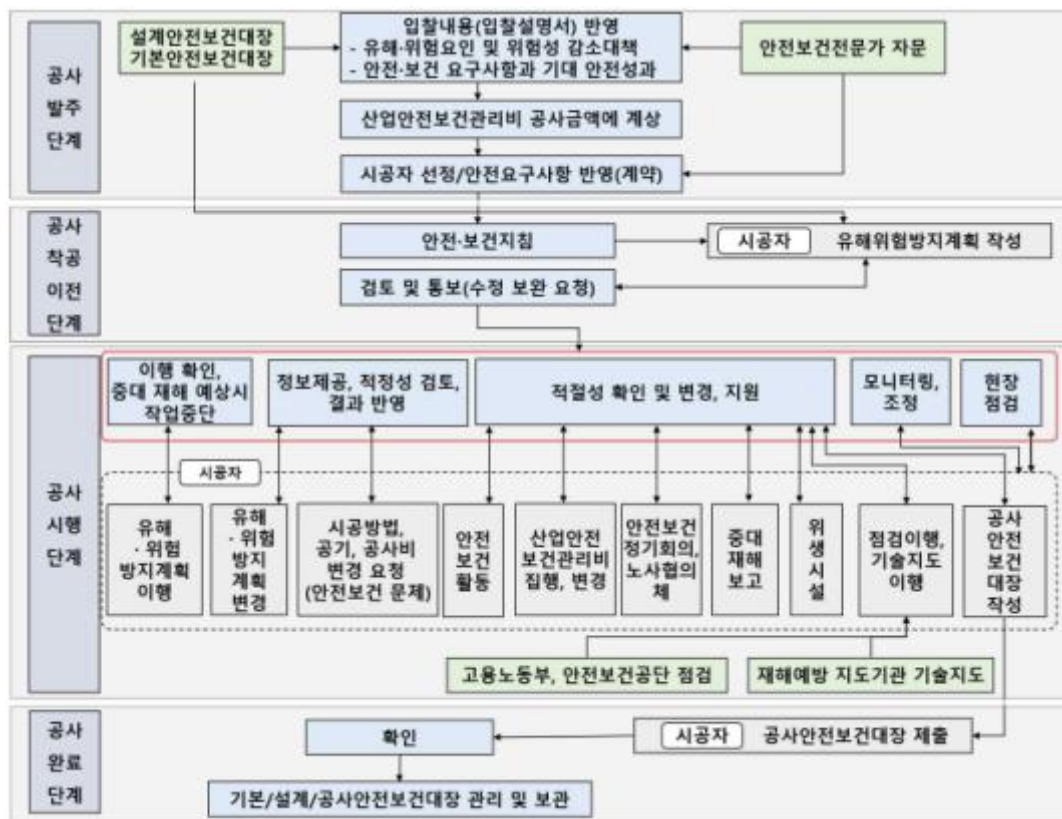 공사
발주
단계
설계안전보건대장
기본안전보건대장
입찰내용(입찰설명서) 반영
- 유해·위험요인 및 위험성 감소대책
- 안전·보건 요구사항과 기대 안전성과
안전보건전문가 자문
산업안전보건관리비 공사금액에 계상
시공자 선정/안전요구사항 반영(계약)
공사
착공
이전
단계
안전·보건지침
시공자
유해위험방지계획 작성
검토 및 통보(수정 보완 요청)
공사
시행
단계
이행 확인,
중대 재해 예상시
작업중단
정보제공, 적정성 검토,
결과 반영
적절성 확인 및 변경, 지원
모니터링,
조정
현장
점검
시공자
유해
·위험
방지계획
이행
유해
·위험
방지
계획
변경
시공방법,
공기, 공사비
변경 요청
(안전보건 문제)
안전
보건
활동
산업안전
보건관리비
집행, 변경
안전보건
정기회의,
노사협의
체
중대
재해
보고
위
생
시
설
점검이행,
기술지도
이행
공사
안전
보건
대장
작성
고용노동부, 안전보건공단 점검
재해예방 지도기관 기술지도
공사
완료
단계
확인
시공자
공사안전보건대장 제출
기본/설계/공사안전보건대장 관리 및 보관